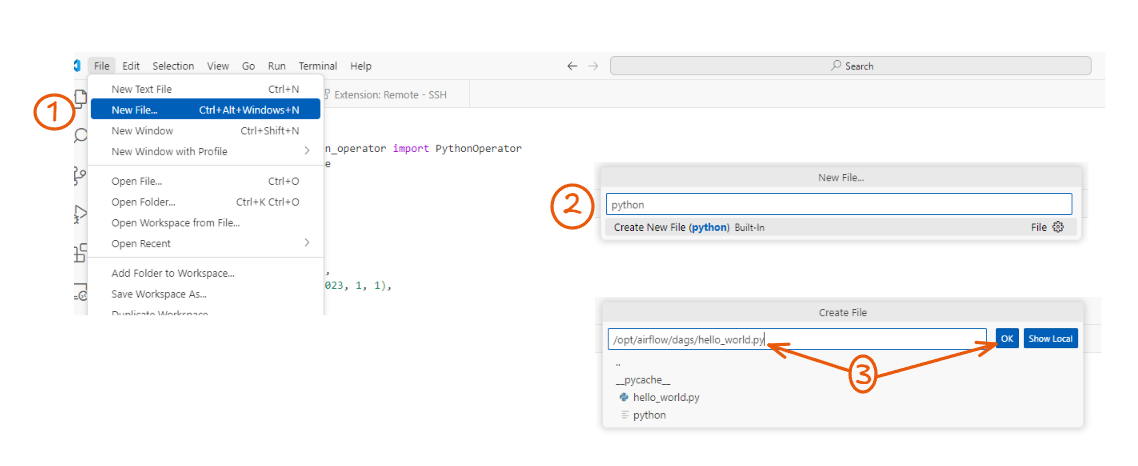 File Edit Selection View Go Run Terminal Help
Search
1
New Text File Ctrl+N
New File... Ctrl+Alt+Windows+N
New Window Ctrl+Shift+N
New Window with Profile
Open File... Ctrl+O
Open Folder... Ctrl+K Ctrl+O
Open Workspace from File...
Open Recent
Add Folder to Workspace...
Save Workspace As...
Duplicate Workspace
Extension: Remote - SSH
n_operator import PythonOperator
e
,
023, 1, 1),
2
New File...
python
Create New File (python) Built-In File
Create File
/opt/airflow/dags/hello_world.py OK Show Local
3
..
__pycache__
hello_world.py
python